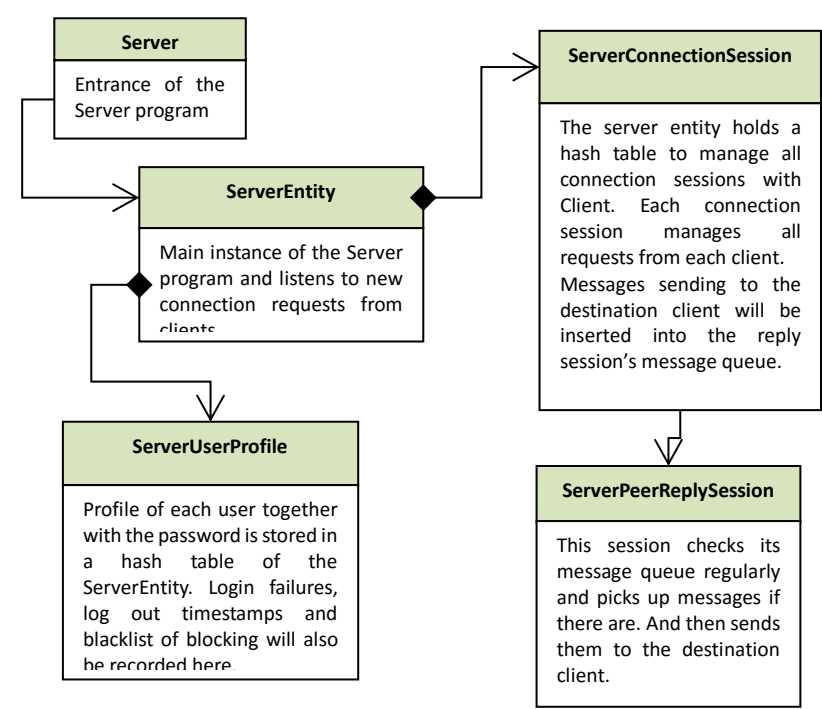 Server
Entrance of the
Server program
ServerEntity
Main instance of the Server
program and listens to new
connection requests from
clients
ServerConnectionSession
The server entity holds a
hash table to manage all
connection sessions with
Client. Each connection
session manages all
requests from each client.
Messages sending to the
destination client will be
inserted into the reply
session’s message queue.
ServerUserProfile
Profile of each user together
with the password is stored in
a hash table of the
ServerEntity. Login failures,
log out timestamps and
blacklist of blocking will also
be recorded here.
ServerPeerReplySession
This session checks its
message queue regularly
and picks up messages if
there are. And then sends
them to the destination
client.